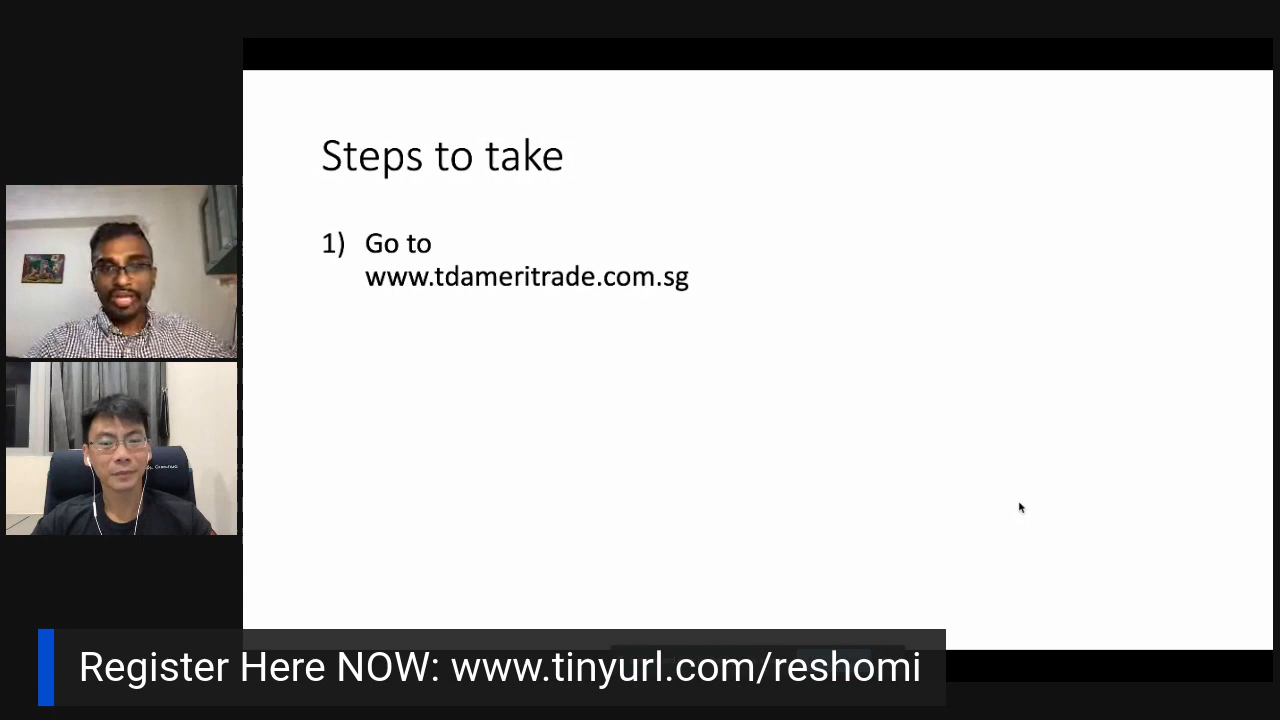 Steps to take
1) Go to
www.tdameritrade.com.sg
Register Here NOW: www.tinyurl.com/reshomi